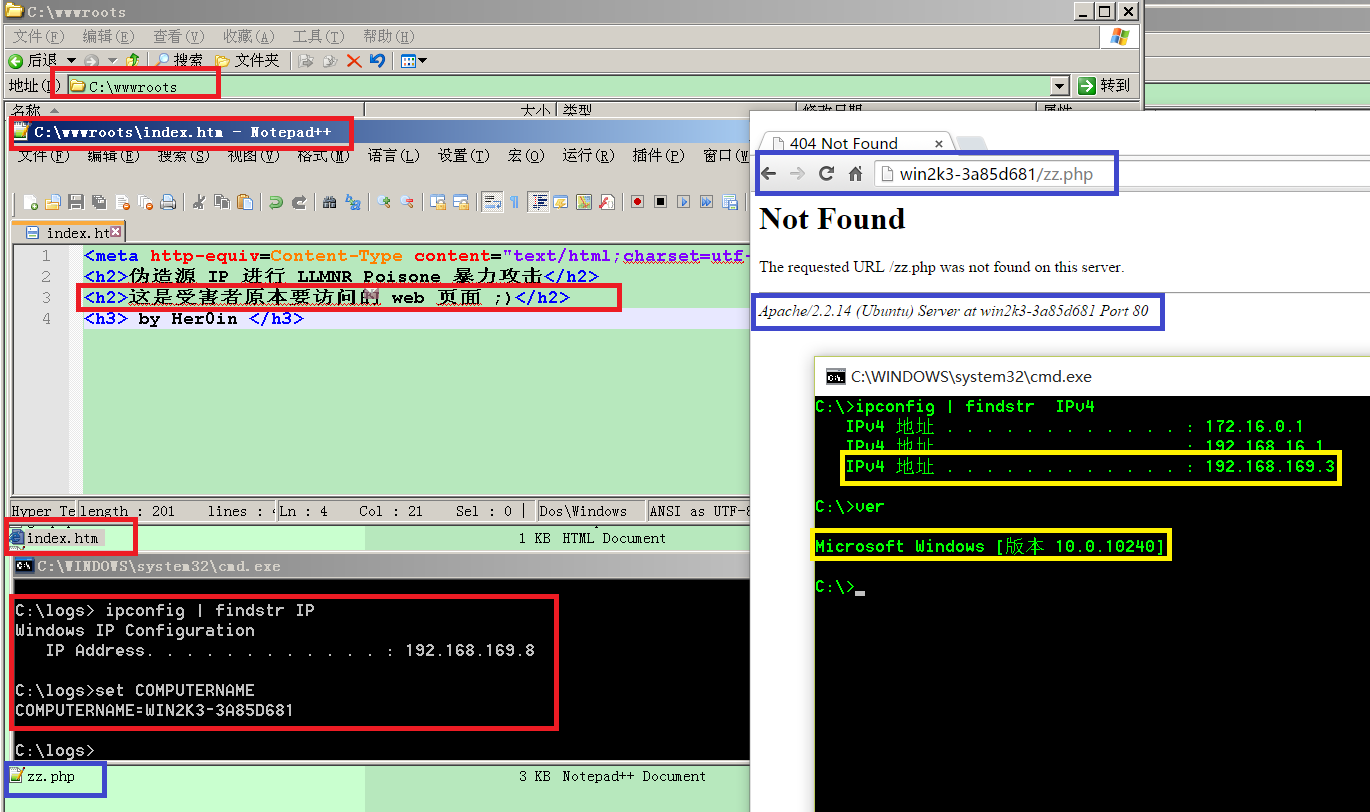 C:\wwwroots
文件(F) 编辑(E) 查看(V) 收藏(A) 工具(T) 帮助(H)
后退 搜索 文件夹
地址(D) C:\wwwroots 转到
名称 大小 类型 修改日期 属性
C:\wwwroots\index.htm - Notepad++
文件(F) 编辑(E) 搜索(S) 视图(V) 格式(M) 语言(L) 设置(T) 宏(O) 运行(R) 插件(P) 窗口(W
index.ht
1 <meta http-equiv=Content-Type content="text/html;charset=utf-
2 <h2>伪造源 IP 进行 LLMNR Poisone 暴力攻击</h2>
3 <h2>这是受害者原本要访问的 web 页面 ;)</h2>
4 <h3> by Her0in </h3>
Hyper Te length : 201 lines : Ln : 4 Col : 21 Sel : 0 | Dos\Windows ANSI as UTF-8
index.htm 1 KB HTML Document
C:\WINDOWS\system32\cmd.exe
C:\logs> ipconfig | findstr IP
Windows IP Configuration
IP Address. . . . . . . . . . . . : 192.168.169.8
C:\logs>set COMPUTERNAME
COMPUTERNAME=WIN2K3-3A85D681
C:\logs>
zz.php 3 KB Notepad++ Document
404 Not Found
win2k3-3a85d681/zz.php
Not Found
The requested URL /zz.php was not found on this server.
Apache/2.2.14 (Ubuntu) Server at win2k3-3a85d681 Port 80
C:\WINDOWS\system32\cmd.exe
C:\>ipconfig | findstr IPv4
IPv4 地址 . . . . . . . . . . . . : 172.16.0.1
IPv4 地址 . . . . . . . . . . . . : 192.168.16.1
IPv4 地址 . . . . . . . . . . . . : 192.168.169.3
C:\>ver
Microsoft Windows [版本 10.0.10240]
C:\>